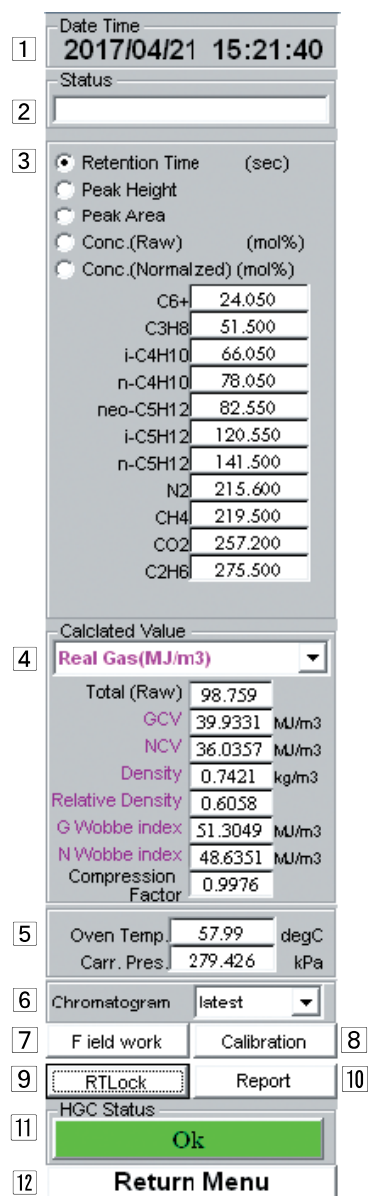 Date Time
1 2017/04/21 15:21:40
Status
2
3 Retention Time (sec)
Peak Height
Peak Area
Conc.(Raw) (mol%)
Conc.(Normalzed) (mol%)
C6+ 24.050
C3H8 51.500
i-C4H10 66.050
n-C4H10 78.050
neo-C5H12 82.550
i-C5H12 120.550
n-C5H12 141.500
N2 215.600
CH4 219.500
CO2 257.200
C2H6 275.500
Calclated Value
4 Real Gas(MJ/m3)
Total (Raw) 98.759
GCV 39.9331 MJ/m3
NCV 36.0357 MJ/m3
Density 0.7421 kg/m3
Relative Density 0.6058
G Wobbe index 51.3049 MJ/m3
N Wobbe index 48.6351 MJ/m3
Compression
Factor 0.9976
5 Oven Temp. 57.99 degC
Carr. Pres. 279.426 kPa
6 Chromatogram latest
7 Field work Calibration 8
9 RTLock Report 10
HGC Status
11 Ok
12 Return Menu